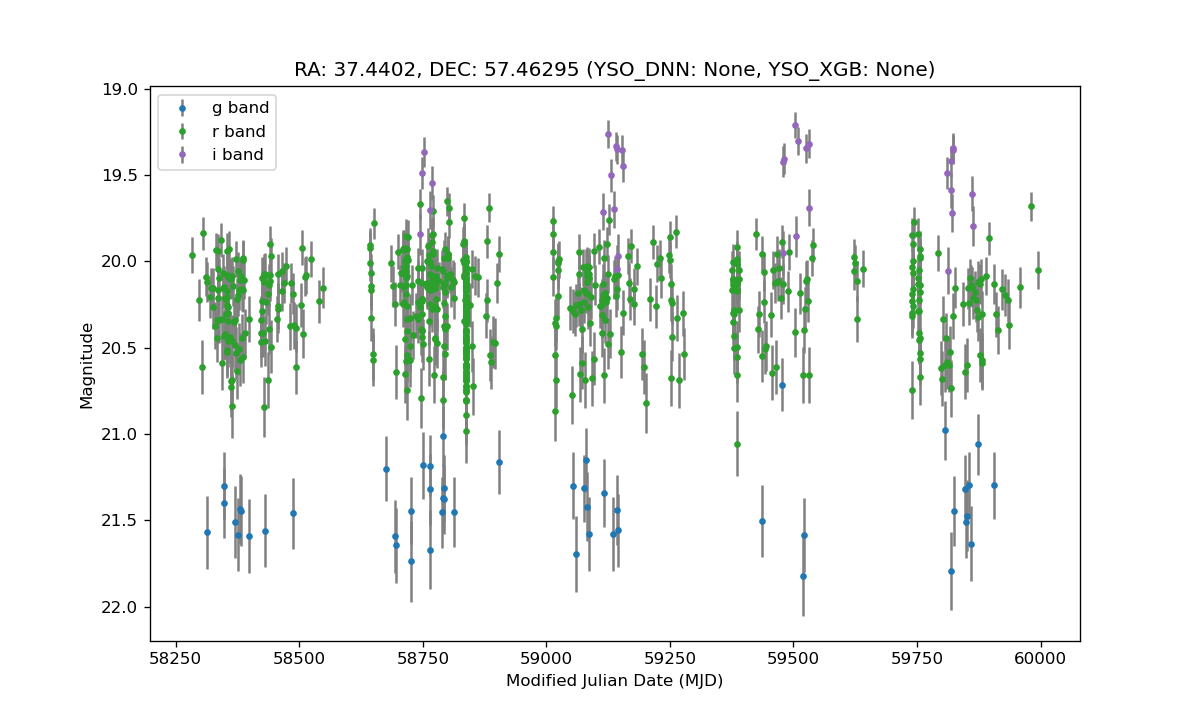 RA: 37.4402, DEC: 57.46295 (YSO_DNN: None, YSO_XGB: None)
g band
r band
i band
19.0
19.5
20.0
20.5
21.0
21.5
22.0
Magnitude
58250
58500
58750
59000
59250
59500
59750
60000
Modified Julian Date (MJD)